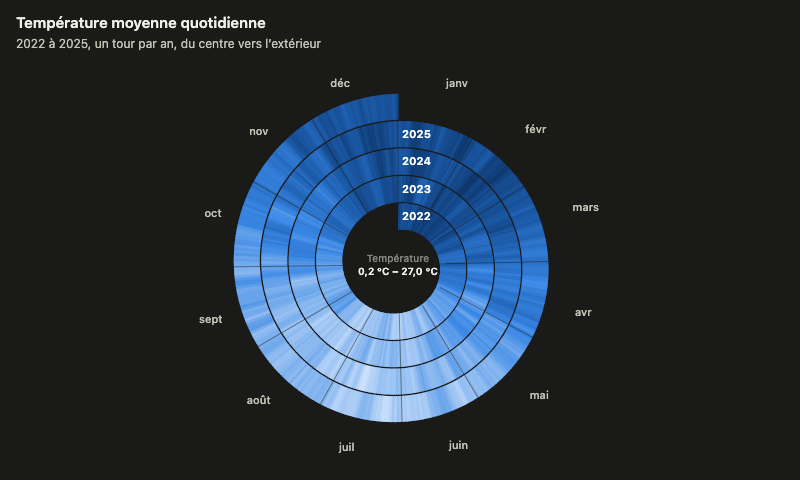 Température moyenne quotidienne
2022 à 2025, un tour par an, du centre vers l’extérieur
déc
janv
nov
févr
2025
2024
2023
oct
mars
2022
Température
0,2 °C – 27,0 °C
sept
avr
août
mai
juil
juin